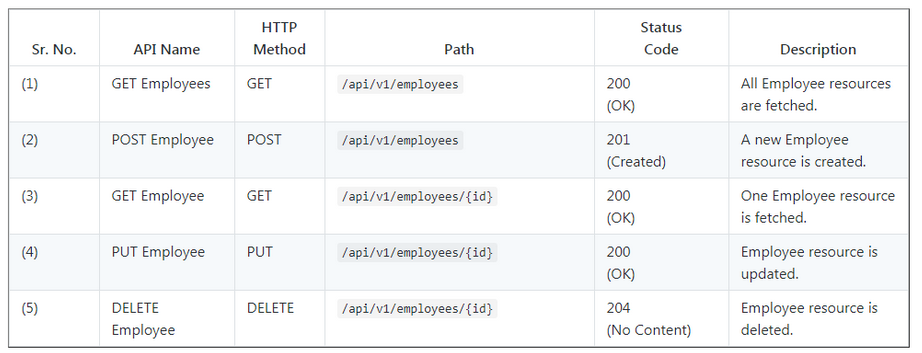 Sr. No. API Name HTTP Method Path Status Code Description
(1) GET Employees GET /api/v1/employees 200 (OK) All Employee resources are fetched.
(2) POST Employee POST /api/v1/employees 201 (Created) A new Employee resource is created.
(3) GET Employee GET /api/v1/employees/{id} 200 (OK) One Employee resource is fetched.
(4) PUT Employee PUT /api/v1/employees/{id} 200 (OK) Employee resource is updated.
(5) DELETE Employee DELETE /api/v1/employees/{id} 204 (No Content) Employee resource is deleted.